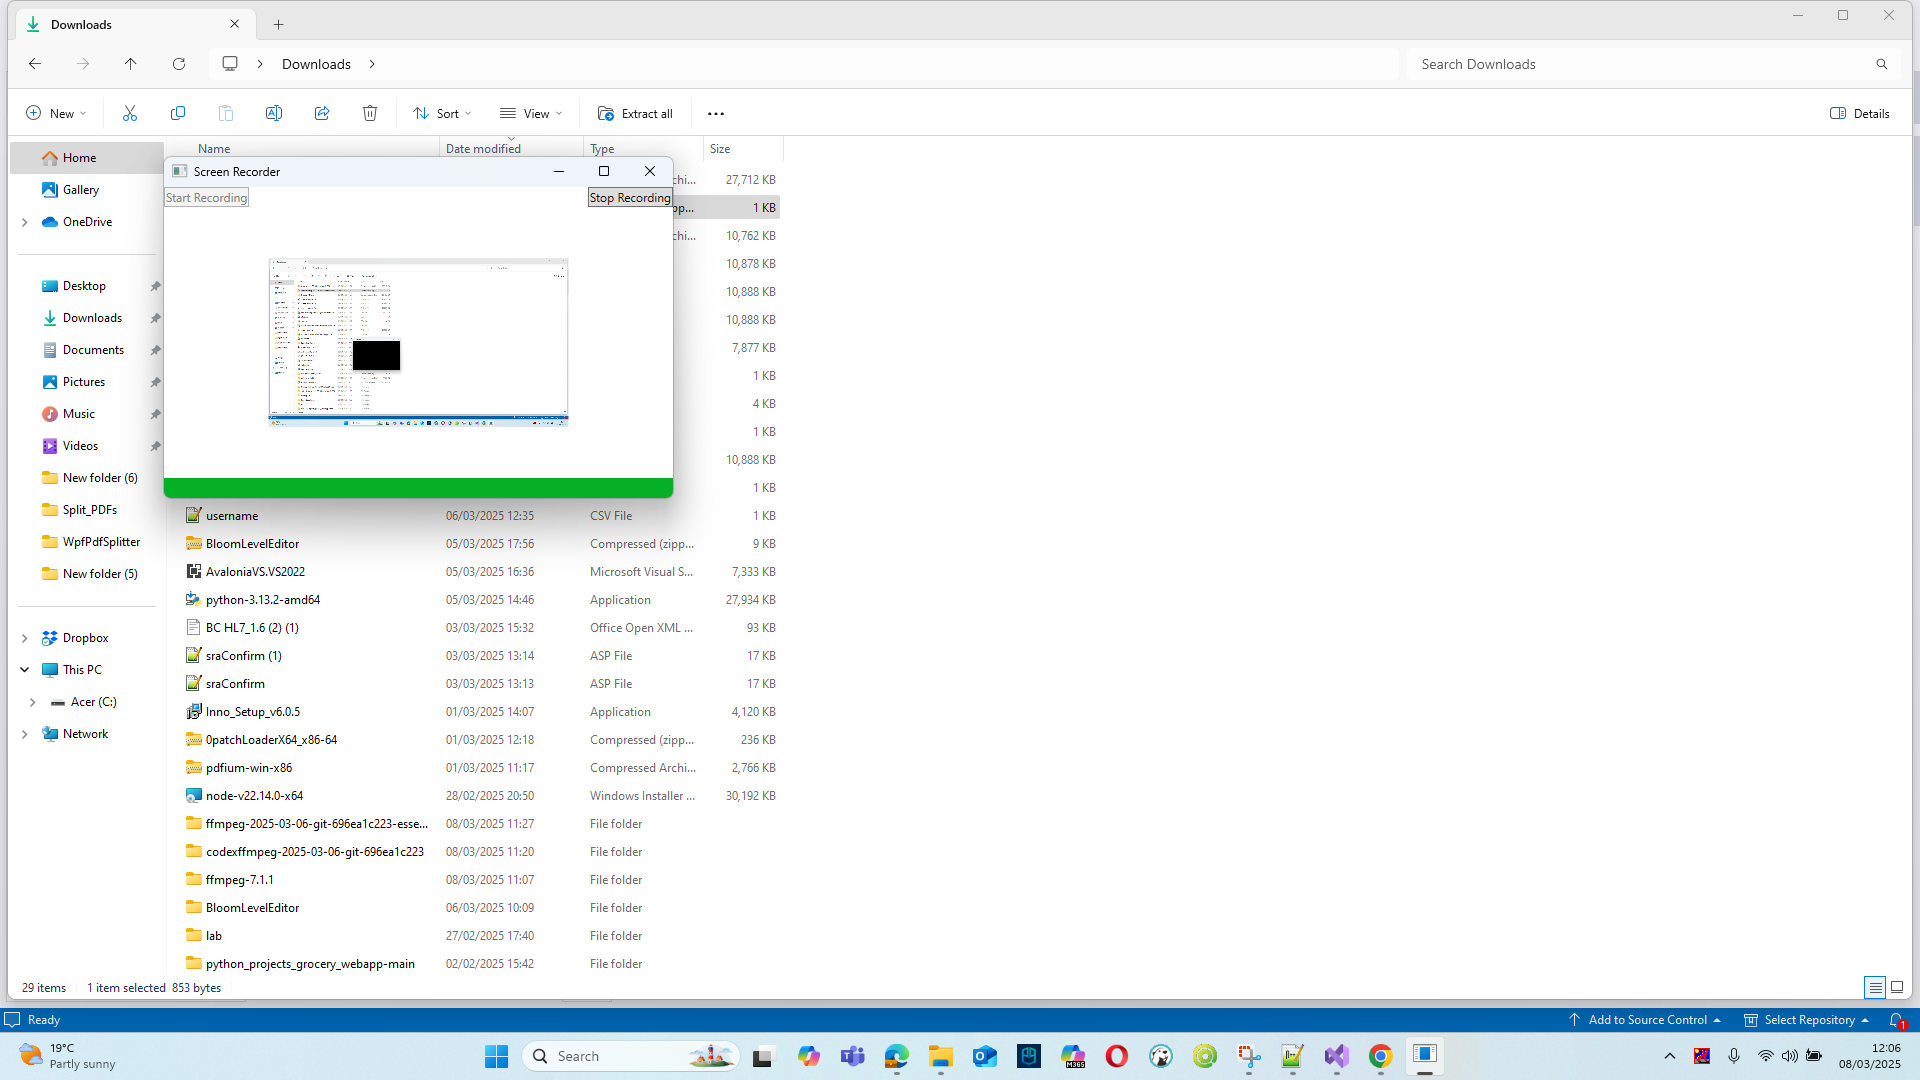 Downloads
Downloads
Search Downloads
New
Sort
View
Extract all
Details
Name
Date modified
Type
Size
Home
Gallery
OneDrive
Desktop
Downloads
Documents
Pictures
Music
Videos
New folder (6)
Split_PDFs
WpfPdfSplitter
New folder (5)
Dropbox
This PC
Acer (C:)
Network
Screen Recorder
Start Recording
Stop Recording
chi... 27,712 KB
pp... 1 KB
chi... 10,762 KB
10,878 KB
10,888 KB
10,888 KB
7,877 KB
1 KB
4 KB
1 KB
10,888 KB
1 KB
username 06/03/2025 12:35 CSV File 1 KB
BloomLevelEditor 05/03/2025 17:56 Compressed (zipp... 9 KB
AvaloniaVS.VS2022 05/03/2025 16:36 Microsoft Visual S... 7,333 KB
python-3.13.2-amd64 05/03/2025 14:46 Application 27,934 KB
BC HL7_1.6 (2) (1) 03/03/2025 15:32 Office Open XML ... 93 KB
sraConfirm (1) 03/03/2025 13:14 ASP File 17 KB
sraConfirm 03/03/2025 13:13 ASP File 17 KB
Inno_Setup_v6.0.5 01/03/2025 14:07 Application 4,120 KB
0patchLoaderX64_x86-64 01/03/2025 12:18 Compressed (zipp... 236 KB
pdfium-win-x86 01/03/2025 11:17 Compressed Archi... 2,766 KB
node-v22.14.0-x64 28/02/2025 20:50 Windows Installer ... 30,192 KB
ffmpeg-2025-03-06-git-696ea1c223-esse... 08/03/2025 11:27 File folder
codexffmpeg-2025-03-06-git-696ea1c223 08/03/2025 11:20 File folder
ffmpeg-7.1.1 08/03/2025 11:07 File folder
BloomLevelEditor 06/03/2025 10:09 File folder
lab 27/02/2025 17:40 File folder
python_projects_grocery_webapp-main 02/02/2025 15:42 File folder
29 items 1 item selected 853 bytes
Ready
Add to Source Control
Select Repository
1
19°C
Partly sunny
Search
M365
12:06
08/03/2025